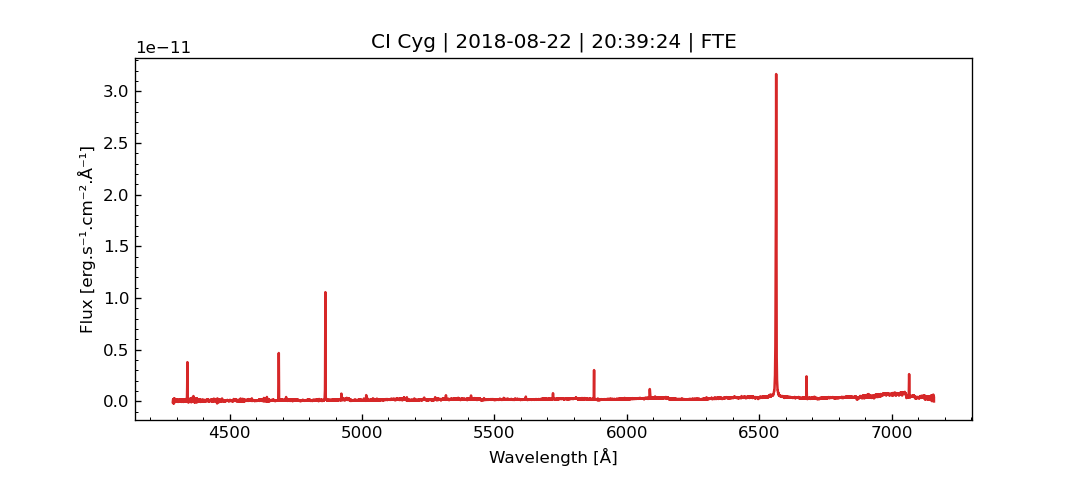 CI Cyg | 2018-08-22 | 20:39:24 | FTE
1e−11
3.0
2.5
2.0
1.5
1.0
0.5
0.0
Flux [erg.s⁻¹.cm⁻².Å⁻¹]
4500 5000 5500 6000 6500 7000
Wavelength [Å]